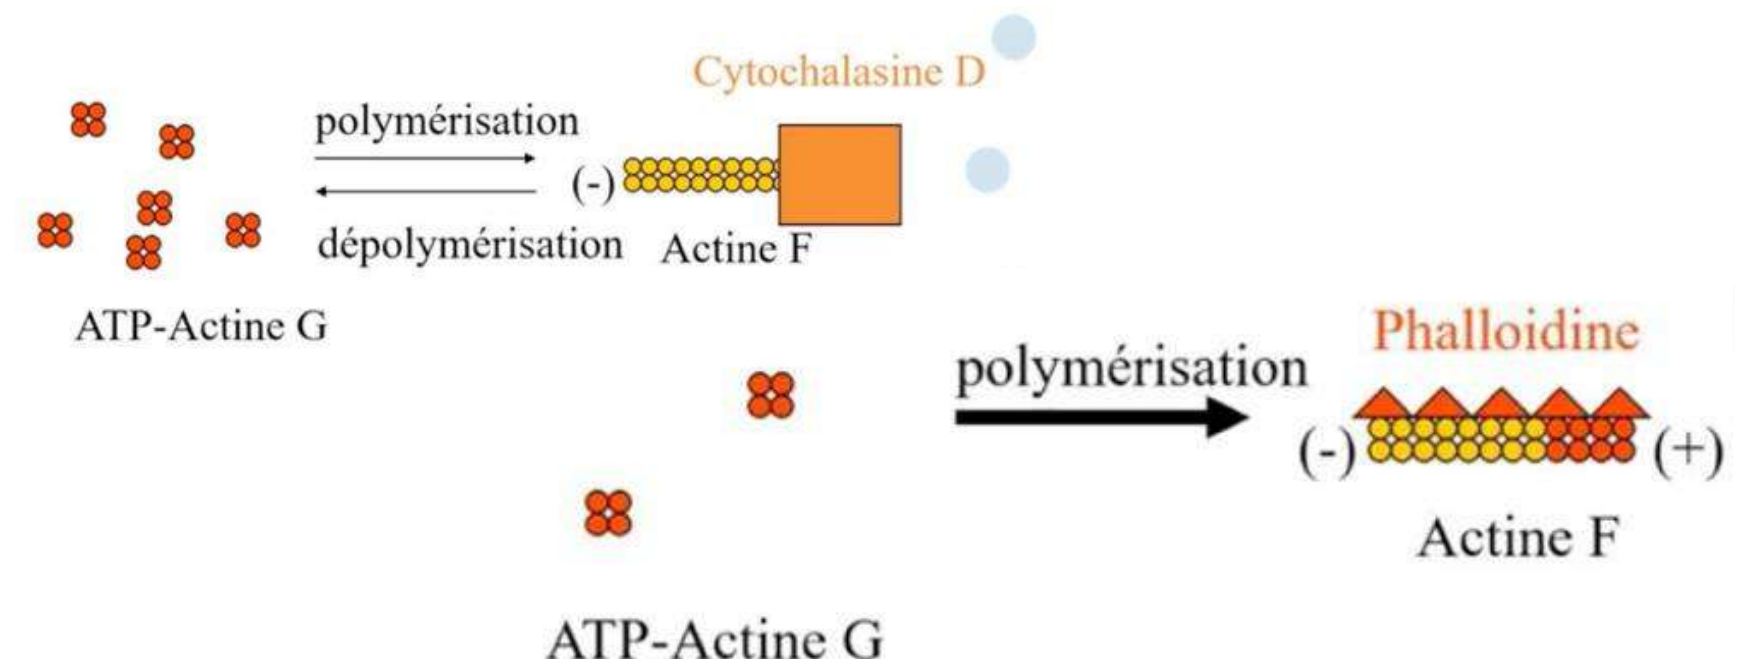 Cytochalasine D
polymérisation
(-)
dépolymérisation
Actine F
ATP-Actine G
Phalloidine
polymérisation
(-)
(+)
Actine F
ATP-Actine G